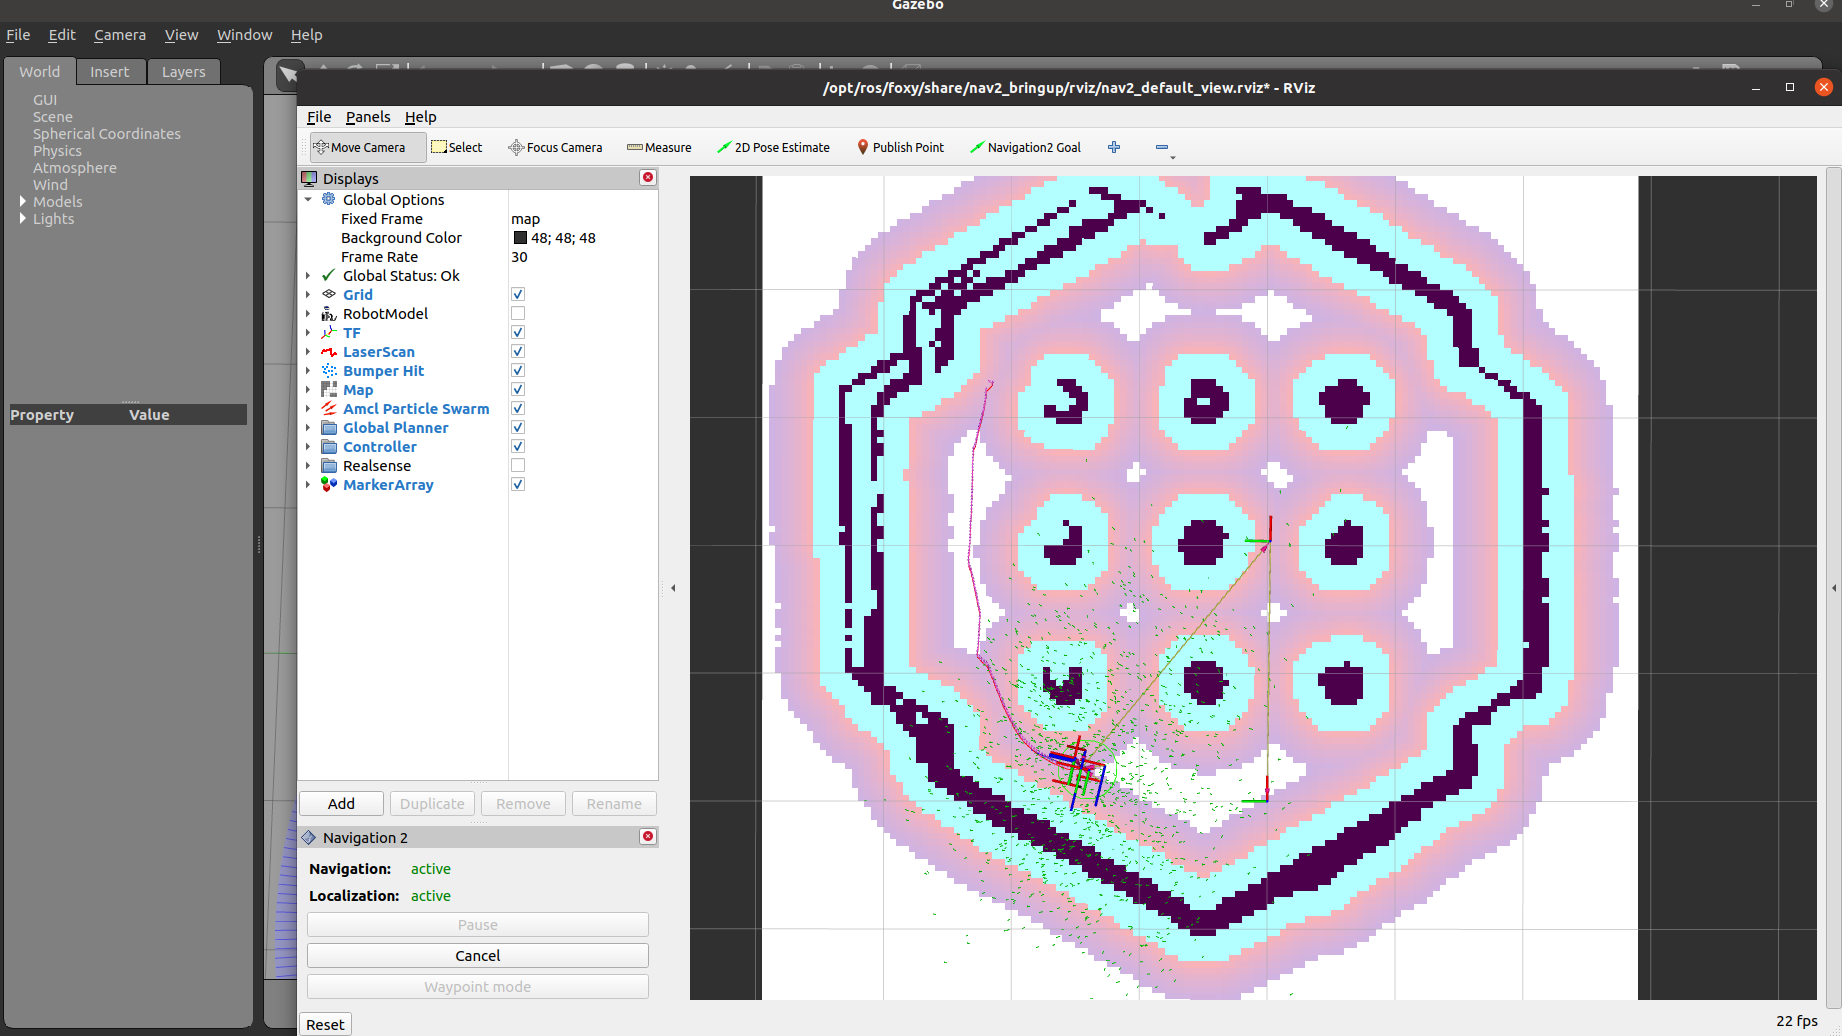 Gazebo
File Edit Camera View Window Help
World Insert Layers
GUI
Scene
Spherical Coordinates
Physics
Atmosphere
Wind
Models
Lights
Property Value
/opt/ros/foxy/share/nav2_bringup/rviz/nav2_default_view.rviz* - RViz
File Panels Help
Move Camera Select Focus Camera Measure 2D Pose Estimate Publish Point Navigation2 Goal
Displays
Global Options
Fixed Frame map
Background Color 48; 48; 48
Frame Rate 30
Global Status: Ok
Grid
RobotModel
TF
LaserScan
Bumper Hit
Map
Amcl Particle Swarm
Global Planner
Controller
Realsense
MarkerArray
Add Duplicate Remove Rename
Navigation 2
Navigation: active
Localization: active
Pause
Cancel
Waypoint mode
Reset
22 fps